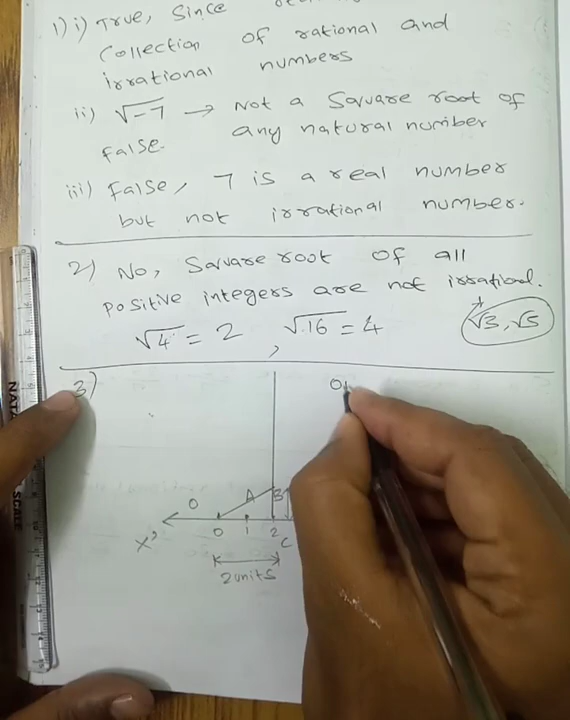 1) i) True, Since
Collection of rational and
irrational numbers
ii) √-7 → Not a Square root of
false. any natural number
iii) False, 7 is a real number
but not irrational number.
2) No, Square root of all
positive integers are not irrational.
√4 = 2 , √16 = 4 √3, √5
3)
O A B
X' 0 1 2
C
2units
SCALE